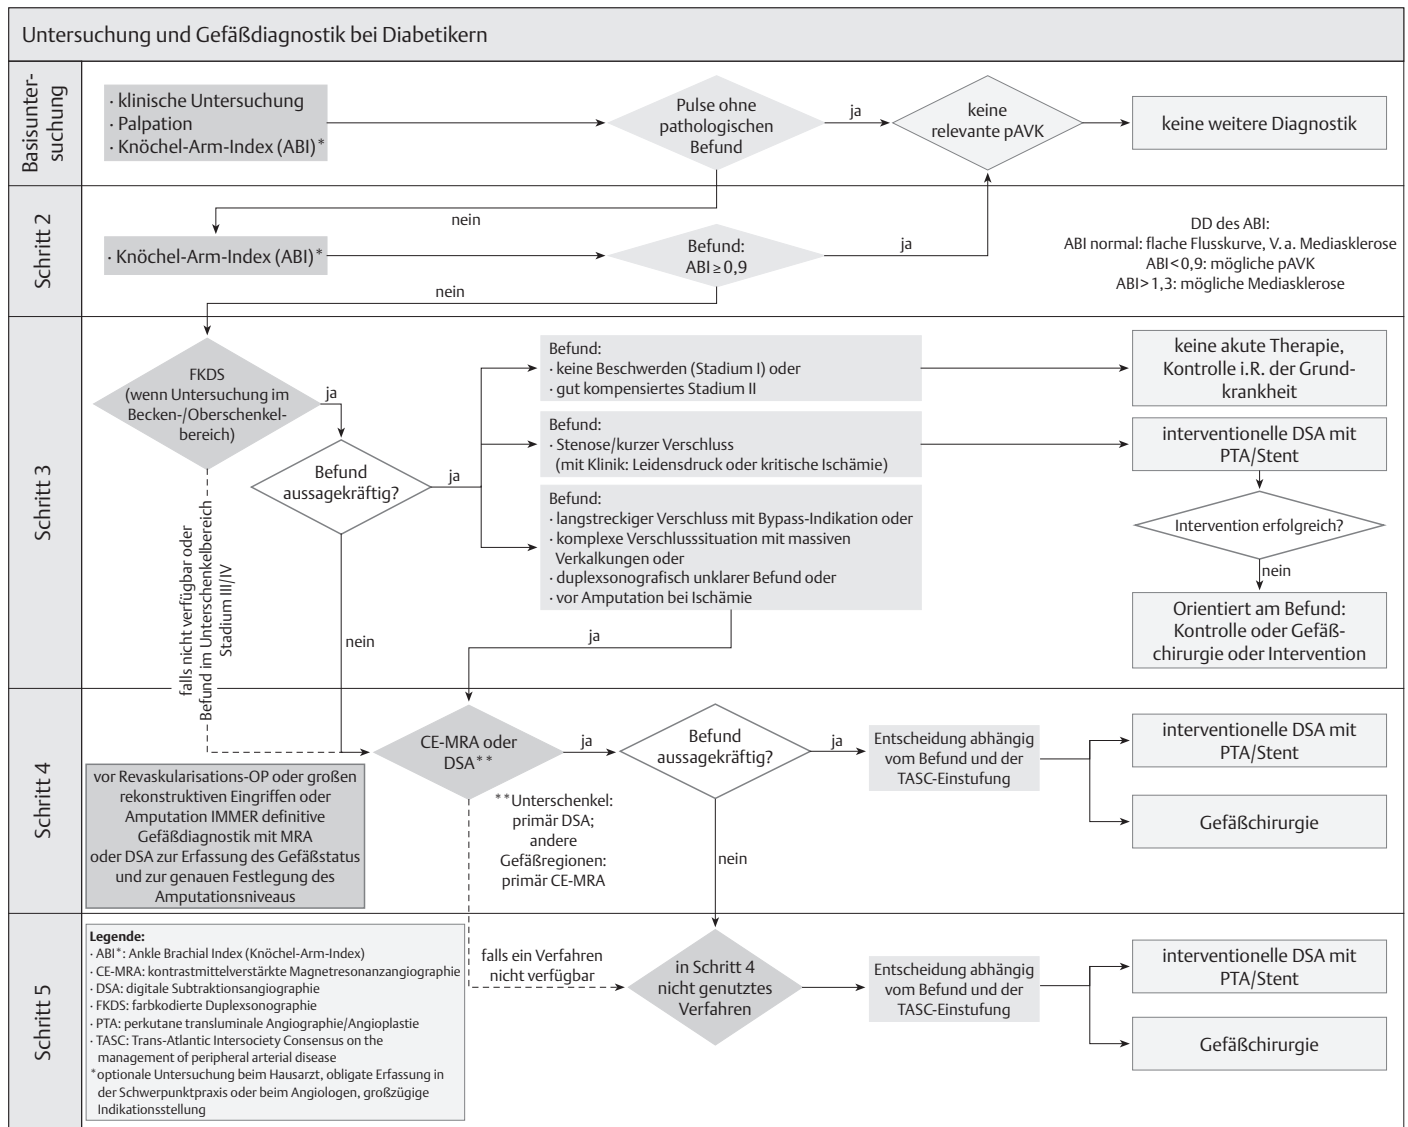 Untersuchung und Gefäßdiagnostik bei Diabetikern
Basisunter-
suchung
· klinische Untersuchung
· Palpation
· Knöchel-Arm-Index (ABI)*
Pulse ohne
pathologischen
Befund
ja
keine
relevante pAVK
keine weitere Diagnostik
Schritt 2
nein
· Knöchel-Arm-Index (ABI)*
Befund:
ABI ≥ 0,9
ja
DD des ABI:
ABI normal: flache Flusskurve, V. a. Mediasklerose
ABI < 0,9: mögliche pAVK
ABI > 1,3: mögliche Mediasklerose
nein
Schritt 3
FKDS
(wenn Untersuchung im
Becken-/Oberschenkel-
bereich)
ja
Befund
aussagekräftig?
ja
Befund:
· keine Beschwerden (Stadium I) oder
· gut kompensiertes Stadium II
keine akute Therapie,
Kontrolle i.R. der Grund-
krankheit
Befund:
· Stenose/kurzer Verschluss
(mit Klinik: Leidensdruck oder kritische Ischämie)
interventionelle DSA mit
PTA/Stent
Befund:
· langstreckiger Verschluss mit Bypass-Indikation oder
· komplexe Verschlusssituation mit massiven
Verkalkungen oder
· duplexsonografisch unklarer Befund oder
· vor Amputation bei Ischämie
Intervention erfolgreich?
nein
Orientiert am Befund:
Kontrolle oder Gefäß-
chirurgie oder Intervention
falls nicht verfügbar oder
Befund im Unterschenkelbereich
Stadium III/IV
nein
ja
Schritt 4
CE-MRA oder
DSA**
ja
Befund
aussagekräftig?
ja
Entscheidung abhängig
vom Befund und der
TASC-Einstufung
interventionelle DSA mit
PTA/Stent
Gefäßchirurgie
vor Revaskularisations-OP oder großen
rekonstruktiven Eingriffen oder
Amputation IMMER definitive
Gefäßdiagnostik mit MRA
oder DSA zur Erfassung des Gefäßstatus
und zur genauen Festlegung des
Amputationsniveaus
**Unterschenkel:
primär DSA;
andere
Gefäßregionen:
primär CE-MRA
nein
Schritt 5
Legende:
· ABI*: Ankle Brachial Index (Knöchel-Arm-Index)
· CE-MRA: kontrastmittelverstärkte Magnetresonanzangiographie
· DSA: digitale Subtraktionsangiographie
· FKDS: farbkodierte Duplexsonographie
· PTA: perkutane transluminale Angiographie/Angioplastie
· TASC: Trans-Atlantic Intersociety Consensus on the
management of peripheral arterial disease
*optionale Untersuchung beim Hausarzt, obligate Erfassung in
der Schwerpunktpraxis oder beim Angiologen, großzügige
Indikationsstellung
falls ein Verfahren
nicht verfügbar
in Schritt 4
nicht genutztes
Verfahren
Entscheidung abhängig
vom Befund und der
TASC-Einstufung
interventionelle DSA mit
PTA/Stent
Gefäßchirurgie